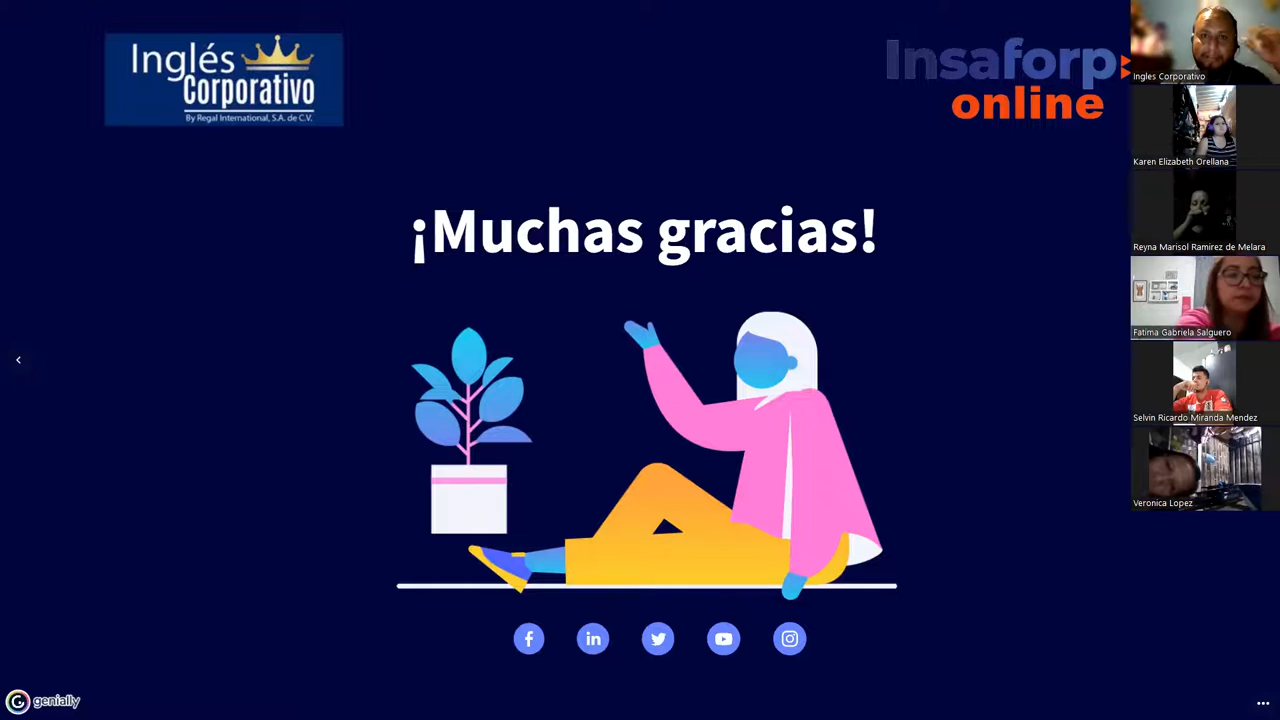 Inglés
Corporativo
By Regal International, S.A. de C.V.
Insaforp
online
¡Muchas gracias!
genially
Ingles Corporativo
Karen Elizabeth Orellana
Reyna Marisol Ramirez de Melara
Fatima Gabriela Salguero
Selvin Ricardo Miranda Mendez
Veronica Lopez